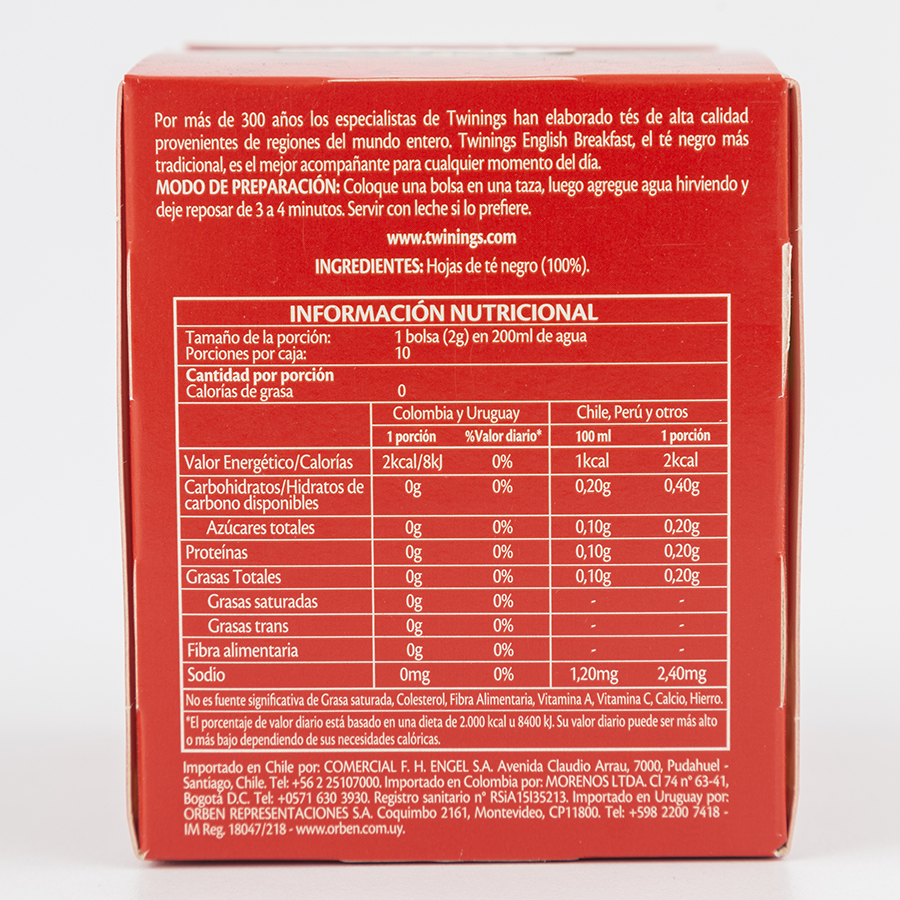 Por más de 300 años los especialistas de Twinings han elaborado tés de alta calidad
provenientes de regiones del mundo entero. Twinings English Breakfast, el té negro más
tradicional, es el mejor acompañante para cualquier momento del día.
MODO DE PREPARACIÓN: Coloque una bolsa en una taza, luego agregue agua hirviendo y
deje reposar de 3 a 4 minutos. Servir con leche si lo prefiere.
www.twinings.com
INGREDIENTES: Hojas de té negro (100%).
INFORMACIÓN NUTRICIONAL
Tamaño de la porción: 1 bolsa (2g) en 200ml de agua
Porciones por caja: 10
Cantidad por porción
Calorías de grasa 0
Colombia y Uruguay Chile, Perú y otros
1 porción %Valor diario* 100 ml 1 porción
Valor Energético/Calorías 2kcal/8kJ 0% 1kcal 2kcal
Carbohidratos/Hidratos de 0g 0% 0,20g 0,40g
carbono disponibles
Azúcares totales 0g 0% 0,10g 0,20g
Proteínas 0g 0% 0,10g 0,20g
Grasas Totales 0g 0% 0,10g 0,20g
Grasas saturadas 0g 0% - -
Grasas trans 0g 0% - -
Fibra alimentaria 0g 0% - -
Sodio 0mg 0% 1,20mg 2,40mg
No es fuente significativa de Grasa saturada, Colesterol, Fibra Alimentaria, Vitamina A, Vitamina C, Calcio, Hierro.
*El porcentaje de valor diario está basado en una dieta de 2.000 kcal u 8400 kJ. Su valor diario puede ser más alto
o más bajo dependiendo de sus necesidades calóricas.
Importado en Chile por: COMERCIAL F. H. ENGEL S.A. Avenida Claudio Arrau, 7000, Pudahuel -
Santiago, Chile. Tel: +56 2 25107000. Importado en Colombia por: MORENOS LTDA. Cl 74 n° 63-41,
Bogotá D.C. Tel: +0571 630 3930. Registro sanitario n° RSiA15I35213. Importado en Uruguay por:
ORBEN REPRESENTACIONES S.A. Coquimbo 2161, Montevideo, CP11800. Tel: +598 2200 7418 -
IM Reg. 18047/218 - www.orben.com.uy.